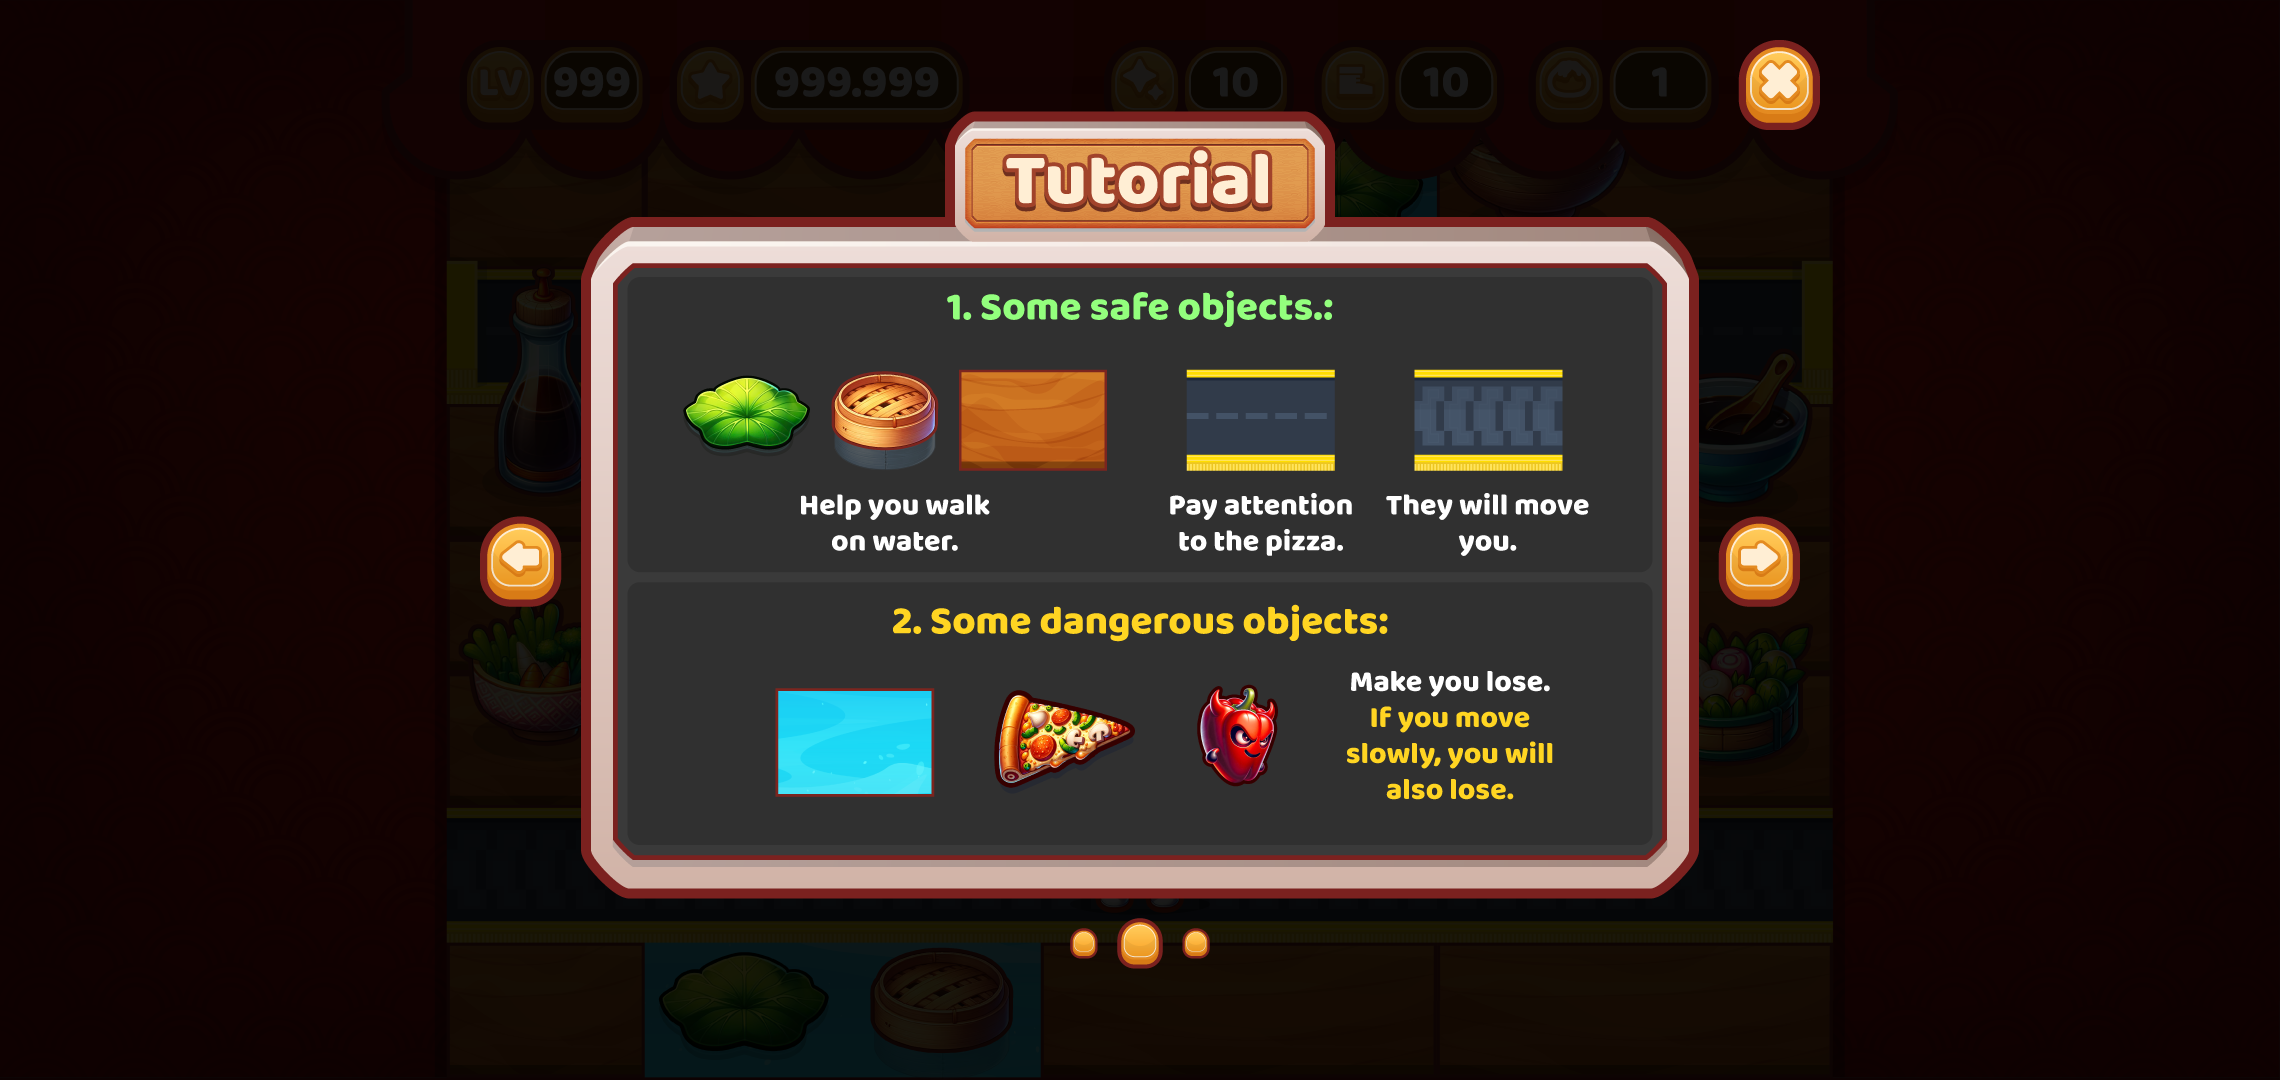 LV 999 999.999 10 10 1
Tutorial
1. Some safe objects.:
Help you walk
on water.
Pay attention
to the pizza.
They will move
you.
2. Some dangerous objects:
Make you lose.
If you move
slowly, you will
also lose.